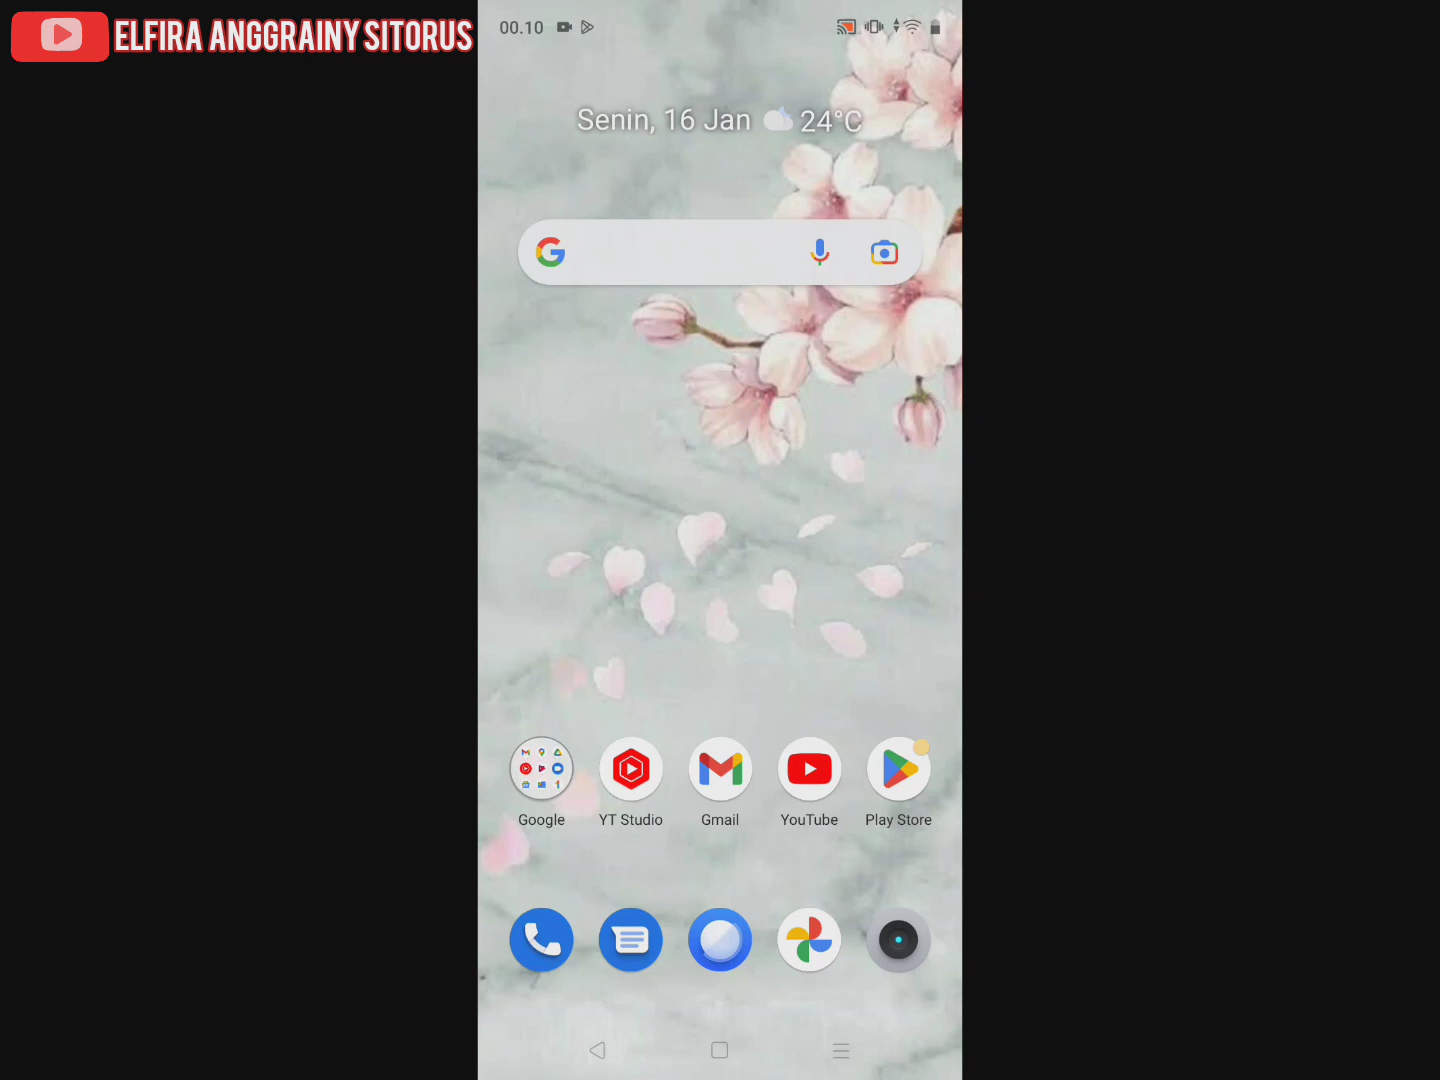 ELFIRA ANGGRAINY SITORUS
00.10
Senin, 16 Jan 24°C
Google YT Studio Gmail YouTube Play Store